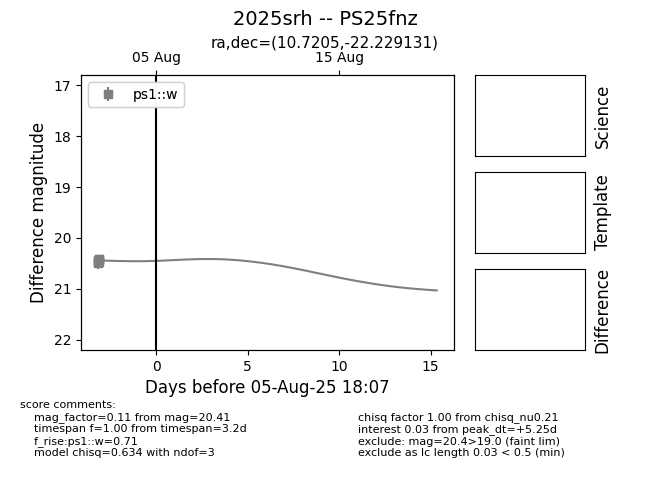 2025srh -- PS25fnz
ra,dec=(10.7205,-22.229131)
05 Aug
15 Aug
ps1::w
17
18
19
20
21
22
Difference magnitude
0
5
10
15
Days before 05-Aug-25 18:07
Science
Template
Difference
score comments:
mag_factor=0.11 from mag=20.41
timespan f=1.00 from timespan=3.2d
f_rise:ps1::w=0.71
model chisq=0.634 with ndof=3
chisq factor 1.00 from chisq_nu0.21
interest 0.03 from peak_dt=+5.25d
exclude: mag=20.4>19.0 (faint lim)
exclude as lc length 0.03 < 0.5 (min)